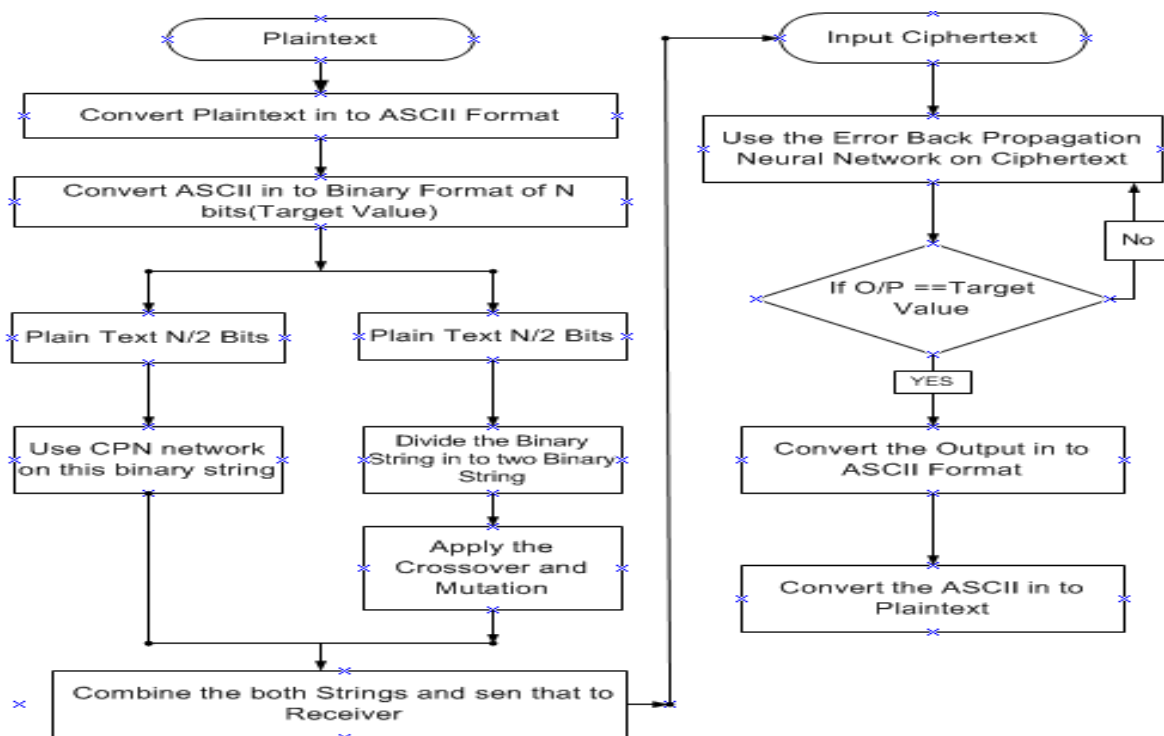 Plaintext
Convert Plaintext in to ASCII Format
Convert ASCII in to Binary Format of N
bits(Target Value)
Plain Text N/2 Bits
Plain Text N/2 Bits
Use CPN network
on this binary string
Divide the Binary
String in to two Binary
String
Apply the
Crossover and
Mutation
Combine the both Strings and sen that to
Receiver
Input Ciphertext
Use the Error Back Propagation
Neural Network on Ciphertext
No
If O/P ==Target
Value
YES
Convert the Output in to
ASCII Format
Convert the ASCII in to
Plaintext